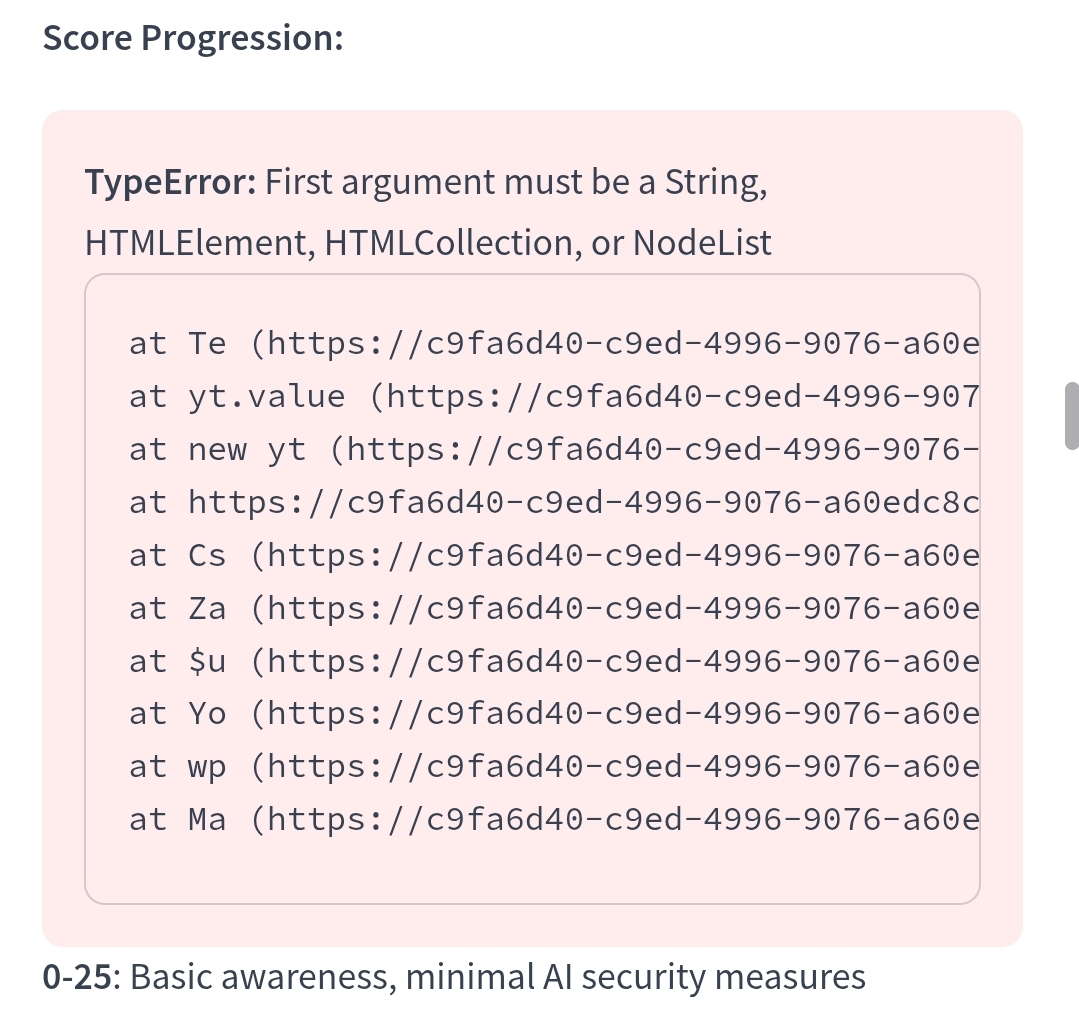 Score Progression:
TypeError: First argument must be a String,
HTMLElement, HTMLCollection, or NodeList
at Te (https://c9fa6d40-c9ed-4996-9076-a60e
at yt.value (https://c9fa6d40-c9ed-4996-907
at new yt (https://c9fa6d40-c9ed-4996-9076-
at https://c9fa6d40-c9ed-4996-9076-a60edc8c
at Cs (https://c9fa6d40-c9ed-4996-9076-a60e
at Za (https://c9fa6d40-c9ed-4996-9076-a60e
at $u (https://c9fa6d40-c9ed-4996-9076-a60e
at Yo (https://c9fa6d40-c9ed-4996-9076-a60e
at wp (https://c9fa6d40-c9ed-4996-9076-a60e
at Ma (https://c9fa6d40-c9ed-4996-9076-a60e
0-25: Basic awareness, minimal AI security measures